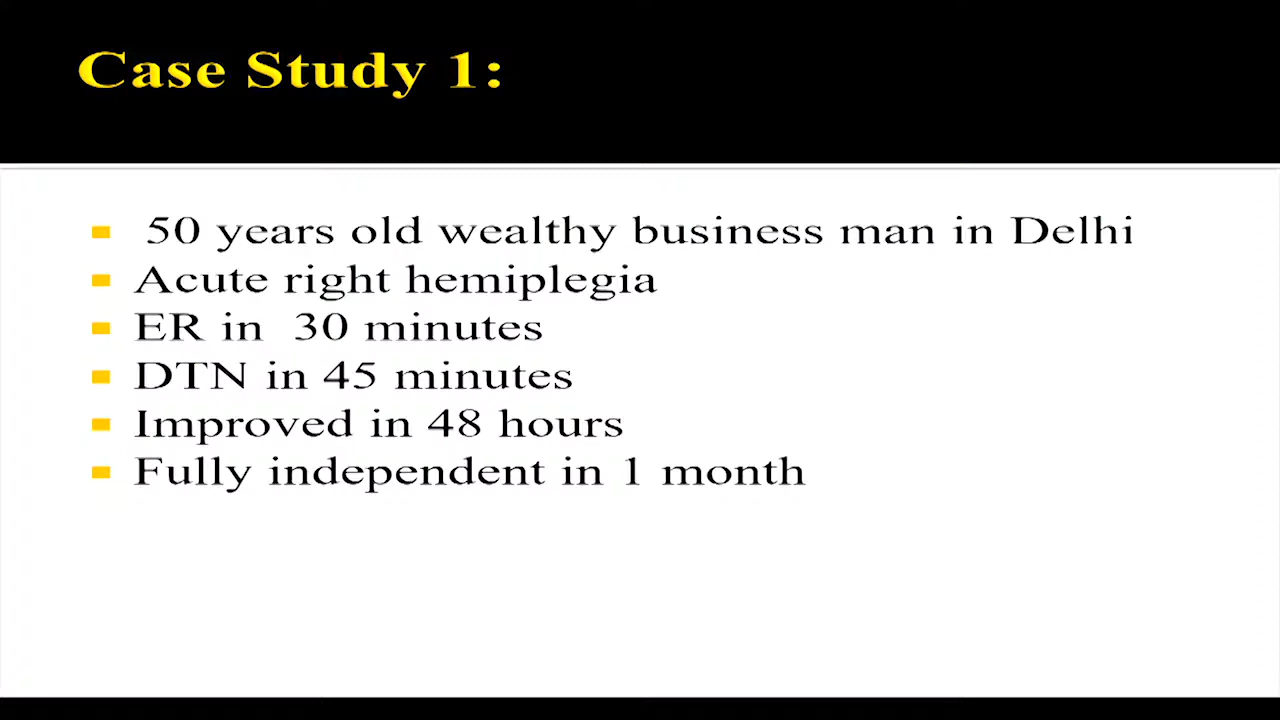 Case Study 1:
50 years old wealthy business man in Delhi
Acute right hemiplegia
ER in 30 minutes
DTN in 45 minutes
Improved in 48 hours
Fully independent in 1 month